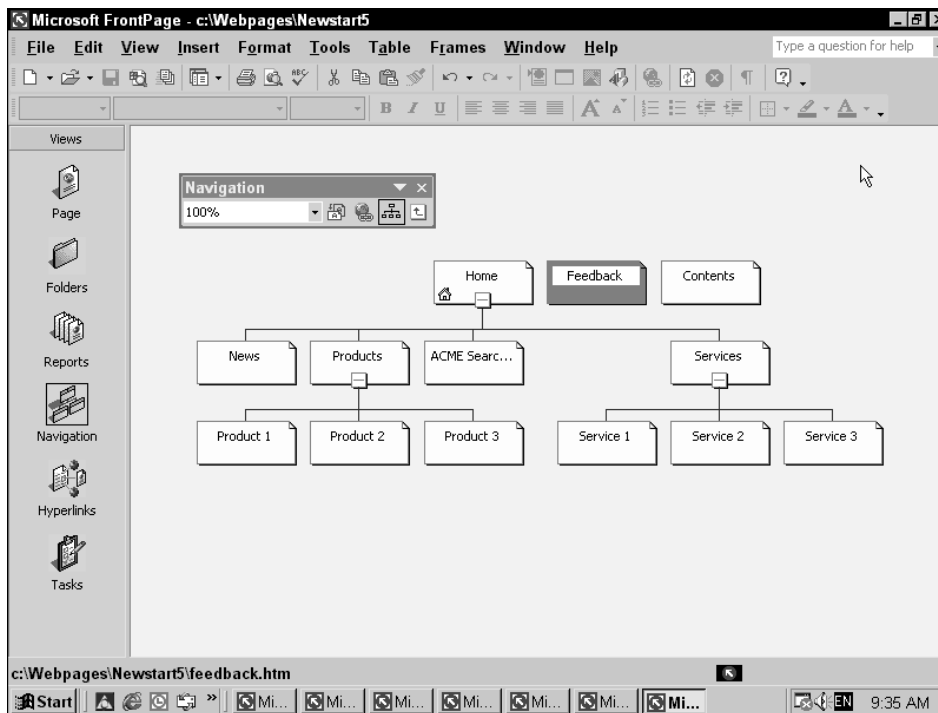 Microsoft FrontPage - c:\Webpages\Newstart5
File Edit View Insert Format Tools Table Frames Window Help Type a question for help
B I U A A A
Views
Page
Folders
Reports
Navigation
Hyperlinks
Tasks
Navigation
100%
Home Feedback Contents
News Products ACME Searc... Services
Product 1 Product 2 Product 3 Service 1 Service 2 Service 3
c:\Webpages\Newstart5\feedback.htm
Start » Mi... Mi... Mi... Mi... Mi... Mi... Mi... EN 9:35 AM